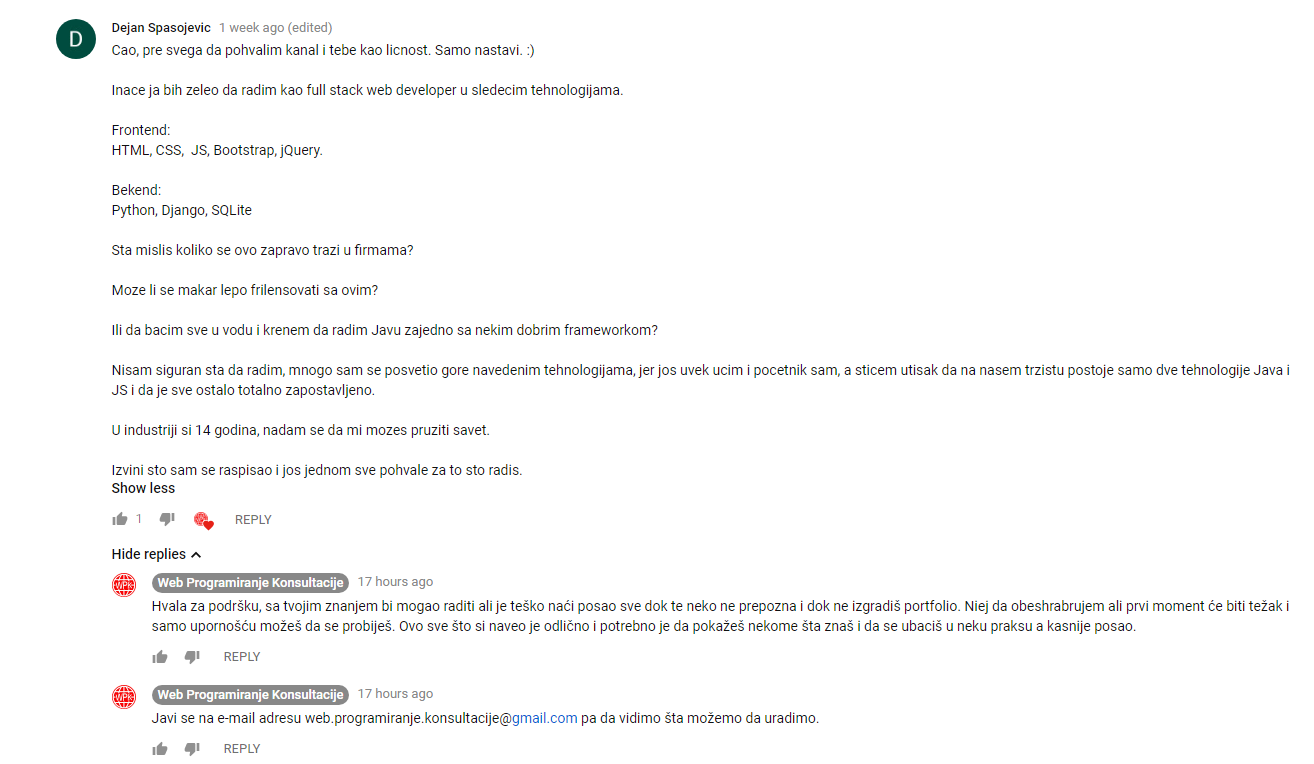 D
Dejan Spasojevic 1 week ago (edited)
Cao, pre svega da pohvalim kanal i tebe kao licnost. Samo nastavi. :)
Inace ja bih zeleo da radim kao full stack web developer u sledecim tehnologijama.
Frontend:
HTML, CSS, JS, Bootstrap, jQuery.
Bekend:
Python, Django, SQLite
Sta mislis koliko se ovo zapravo trazi u firmama?
Moze li se makar lepo frilensovati sa ovim?
Ili da bacim sve u vodu i krenem da radim Javu zajedno sa nekim dobrim frameworkom?
Nisam siguran sta da radim, mnogo sam se posvetio gore navedenim tehnologijama, jer jos uvek ucim i pocetnik sam, a sticem utisak da na nasem trzistu postoje samo dve tehnologije Java i
JS i da je sve ostalo totalno zapostavljeno.
U industriji si 14 godina, nadam se da mi mozes pruziti savet.
Izvini sto sam se raspisao i jos jednom sve pohvale za to sto radis.
Show less
1 REPLY
Hide replies
WPK Web Programiranje Konsultacije 17 hours ago
Hvala za podršku, sa tvojim znanjem bi mogao raditi ali je teško naći posao sve dok te neko ne prepozna i dok ne izgradiš portfolio. Niej da obeshrabrujem ali prvi moment će biti težak i
samo upornošću možeš da se probiješ. Ovo sve što si naveo je odlično i potrebno je da pokažeš nekome šta znaš i da se ubaciš u neku praksu a kasnije posao.
REPLY
WPK Web Programiranje Konsultacije 17 hours ago
Javi se na e-mail adresu web.programiranje.konsultacije@gmail.com pa da vidimo šta možemo da uradimo.
REPLY